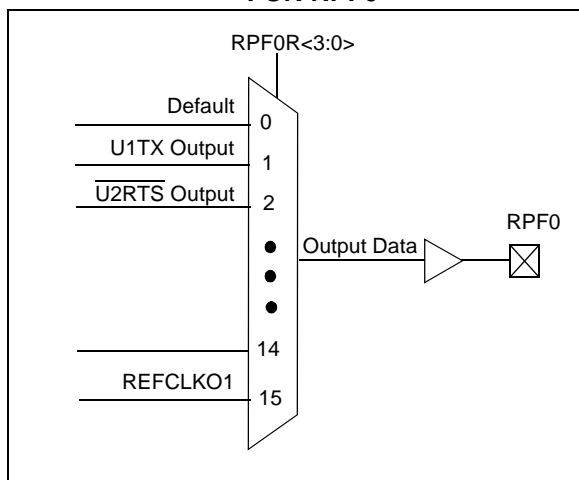 RPF0R<3:0>
Default
0
U1TX Output
1
U2RTS Output
2
RPF0
Output Data
14
REFCLKO1
15